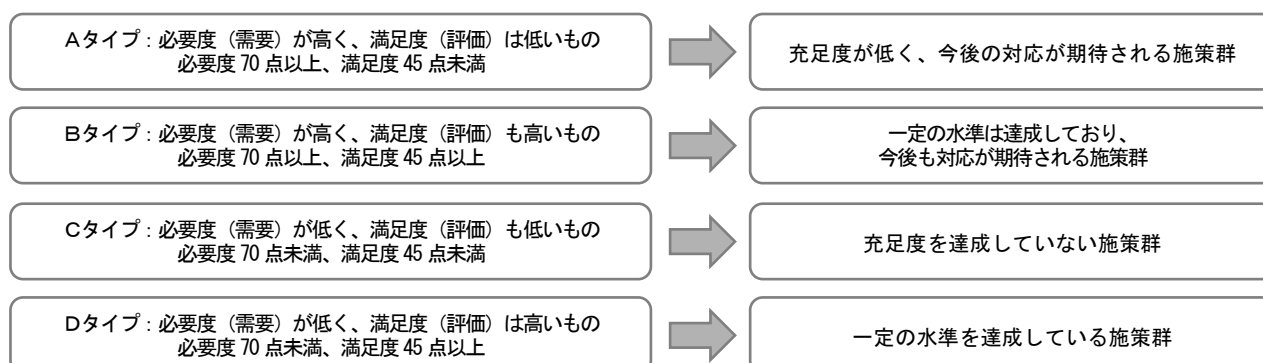 Aタイプ：必要度（需要）が高く、満足度（評価）は低いもの
必要度 70 点以上、満足度 45 点未満
充足度が低く、今後の対応が期待される施策群
Bタイプ：必要度（需要）が高く、満足度（評価）も高いもの
必要度 70 点以上、満足度 45 点以上
一定の水準は達成しており、
今後も対応が期待される施策群
Cタイプ：必要度（需要）が低く、満足度（評価）も低いもの
必要度 70 点未満、満足度 45 点未満
充足度を達成していない施策群
Dタイプ：必要度（需要）が低く、満足度（評価）は高いもの
必要度 70 点未満、満足度 45 点以上
一定の水準を達成している施策群